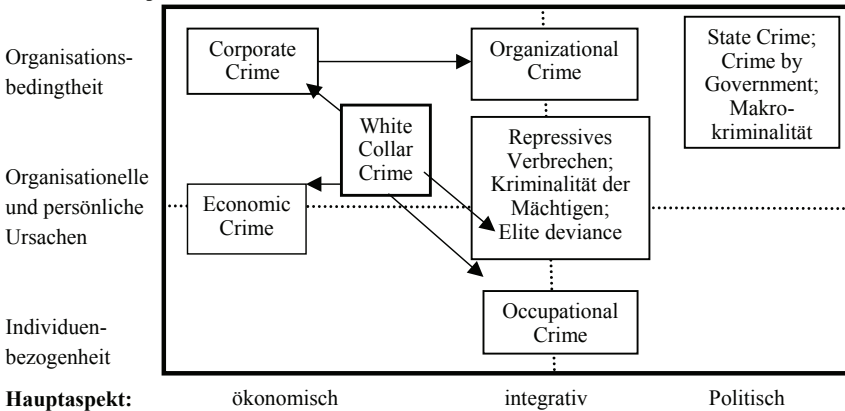 Organisations-
bedingtheit
Corporate
Crime
Organizational
Crime
State Crime;
Crime by
Government;
Makro-
kriminalität
White
Collar
Crime
Repressives
Verbrechen;
Kriminalität der
Mächtigen;
Elite deviance
Organisationelle
und persönliche
Ursachen
Economic
Crime
Individuen-
bezogenheit
Occupational
Crime
Hauptaspekt: ökonomisch integrativ Politisch